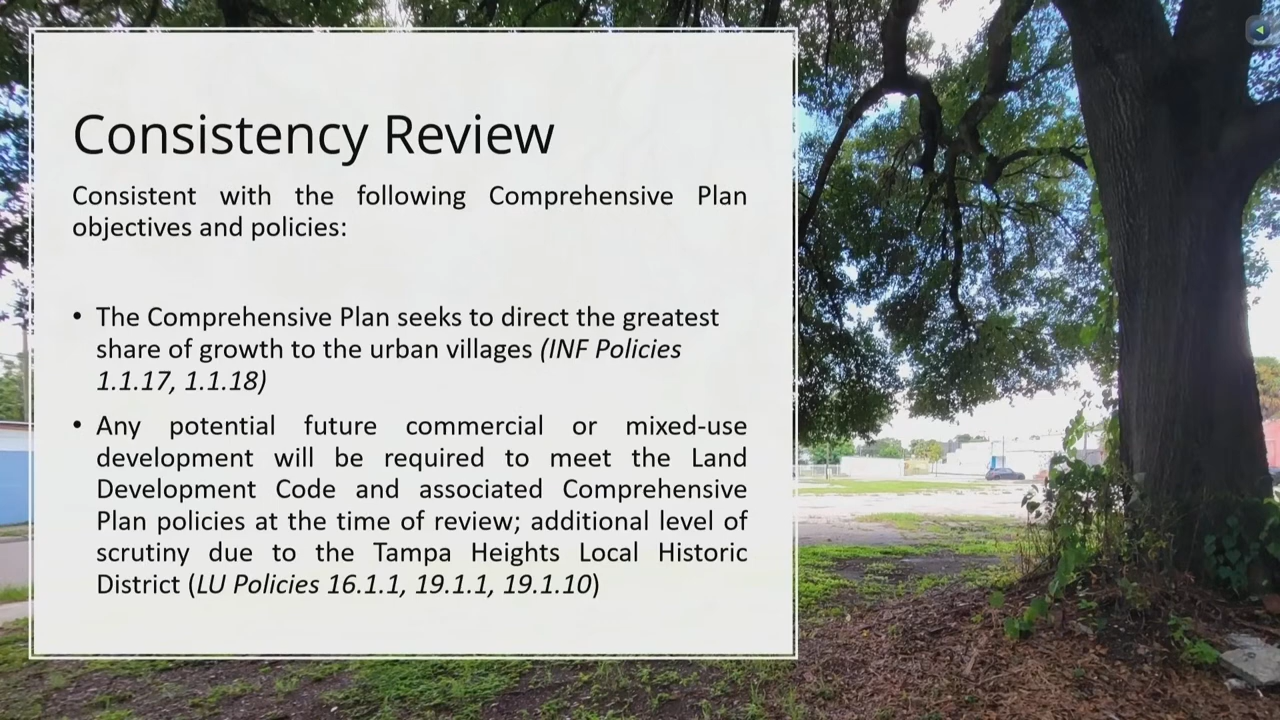 Consistency Review
Consistent with the following Comprehensive Plan
objectives and policies:
• The Comprehensive Plan seeks to direct the greatest
share of growth to the urban villages (INF Policies
1.1.17, 1.1.18)
• Any potential future commercial or mixed-use
development will be required to meet the Land
Development Code and associated Comprehensive
Plan policies at the time of review; additional level of
scrutiny due to the Tampa Heights Local Historic
District (LU Policies 16.1.1, 19.1.1, 19.1.10)